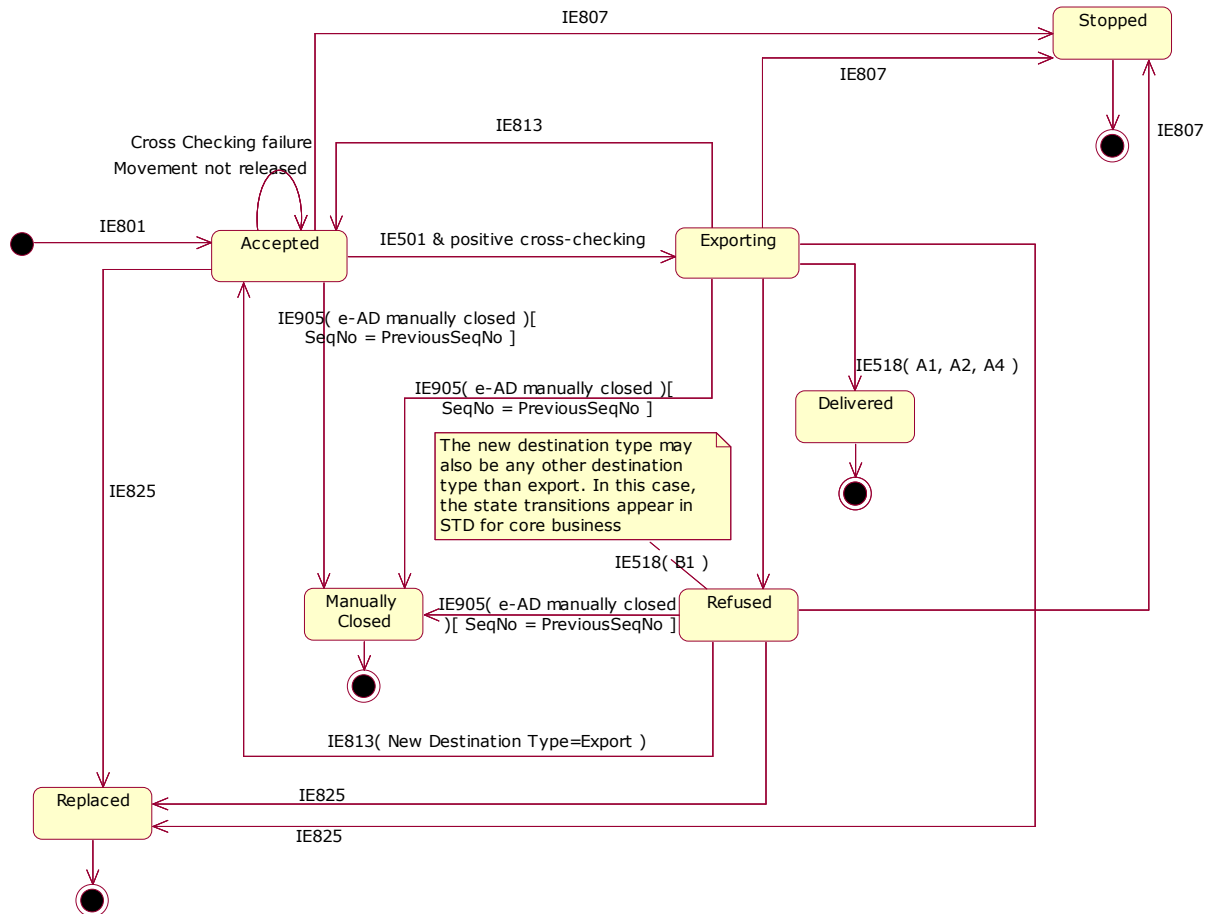 IE807
Stopped
IE807
IE813
IE807
Cross Checking failure
Movement not released
IE801
Accepted
IE501 & positive cross-checking
Exporting
IE905( e-AD manually closed )[
SeqNo = PreviousSeqNo ]
IE518( A1, A2, A4 )
IE905( e-AD manually closed )[
SeqNo = PreviousSeqNo ]
Delivered
The new destination type may
also be any other destination
type than export. In this case,
the state transitions appear in
STD for core business
IE825
IE518( B1 )
Manually
Closed
IE905( e-AD manually closed
)[ SeqNo = PreviousSeqNo ]
Refused
IE813( New Destination Type=Export )
Replaced
IE825
IE825